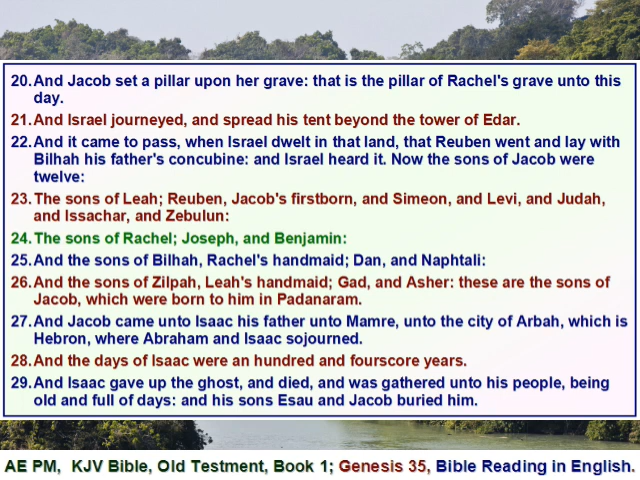 20. And Jacob set a pillar upon her grave: that is the pillar of Rachel's grave unto this
day.
21. And Israel journeyed, and spread his tent beyond the tower of Edar.
22. And it came to pass, when Israel dwelt in that land, that Reuben went and lay with
Bilhah his father's concubine: and Israel heard it. Now the sons of Jacob were
twelve:
23. The sons of Leah; Reuben, Jacob's firstborn, and Simeon, and Levi, and Judah,
and Issachar, and Zebulun:
24. The sons of Rachel; Joseph, and Benjamin:
25. And the sons of Bilhah, Rachel's handmaid; Dan, and Naphtali:
26. And the sons of Zilpah, Leah's handmaid; Gad, and Asher: these are the sons of
Jacob, which were born to him in Padanaram.
27. And Jacob came unto Isaac his father unto Mamre, unto the city of Arbah, which is
Hebron, where Abraham and Isaac sojourned.
28. And the days of Isaac were an hundred and fourscore years.
29. And Isaac gave up the ghost, and died, and was gathered unto his people, being
old and full of days: and his sons Esau and Jacob buried him.
AE PM, KJV Bible, Old Testment, Book 1; Genesis 35, Bible Reading in English.